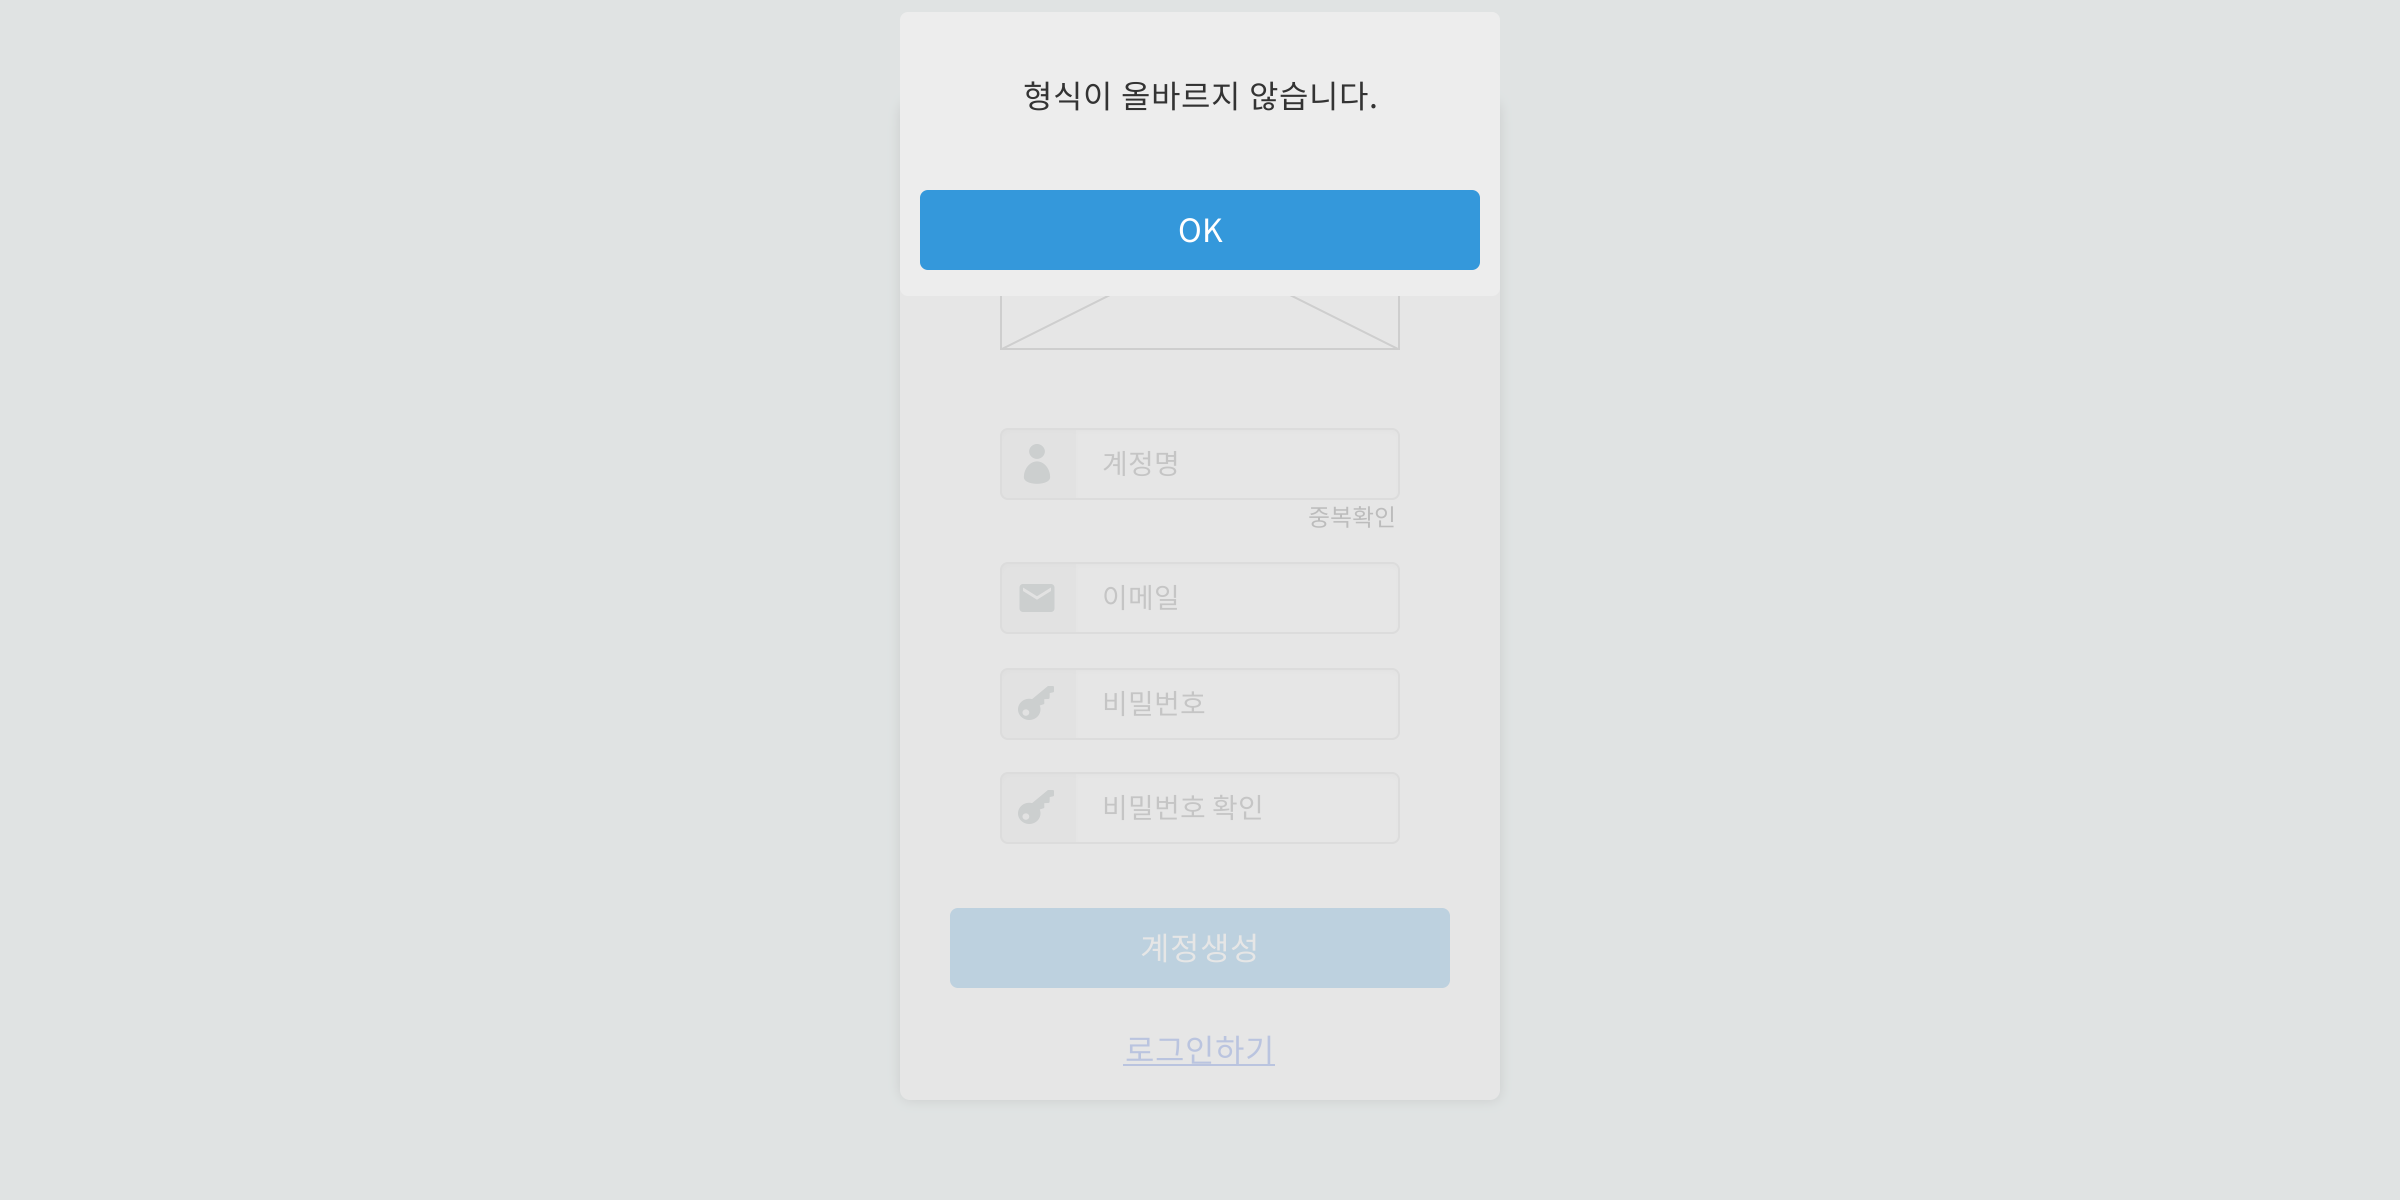 형식이 올바르지 않습니다.
OK
계정명
중복확인
이메일
비밀번호
비밀번호 확인
계정생성
로그인하기